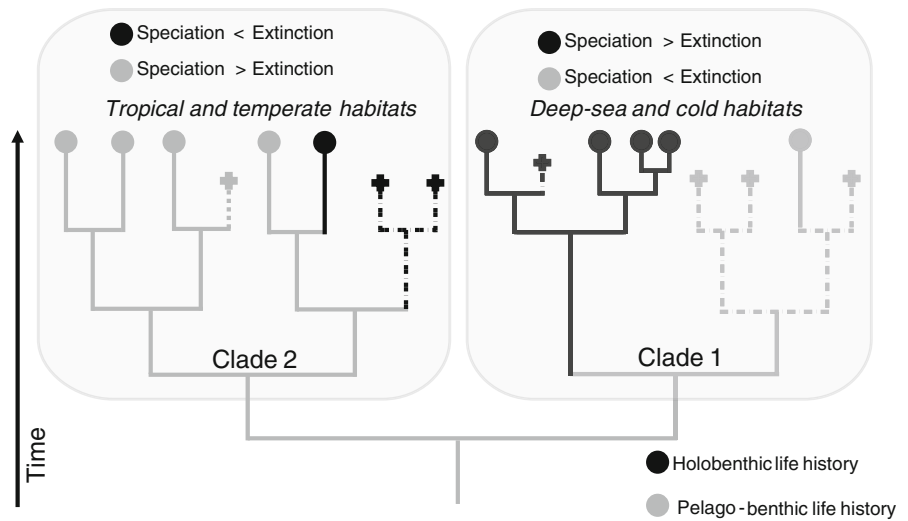 Speciation < Extinction
Speciation > Extinction
Tropical and temperate habitats
Speciation > Extinction
Speciation < Extinction
Deep-sea and cold habitats
Clade 2
Clade 1
Time
Holobenthic life history
Pelago-benthic life history